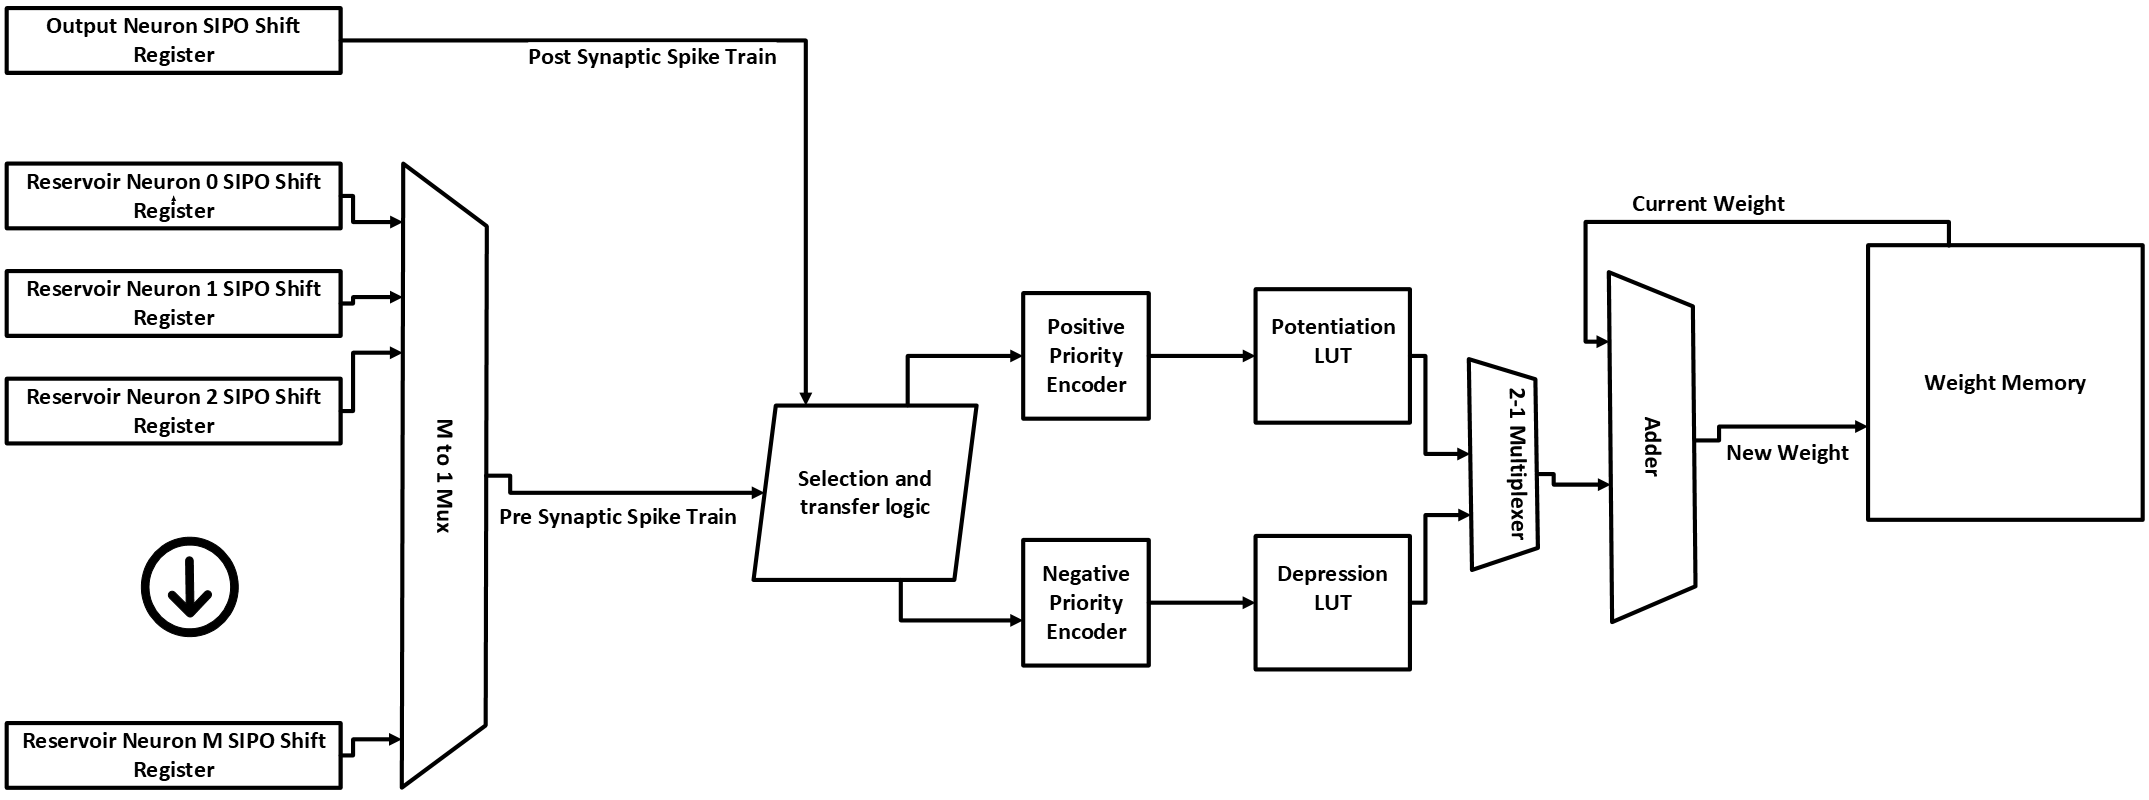 Output Neuron SIPO Shift
Register
Post Synaptic Spike Train
Reservoir Neuron 0 SIPO Shift
Register
Reservoir Neuron 1 SIPO Shift
Register
Reservoir Neuron 2 SIPO Shift
Register
Reservoir Neuron M SIPO Shift
Register
M to 1 Mux
Pre Synaptic Spike Train
Selection and
transfer logic
Positive
Priority
Encoder
Negative
Priority
Encoder
Potentiation
LUT
Depression
LUT
2-1 Multiplexer
Current Weight
Adder
New Weight
Weight Memory